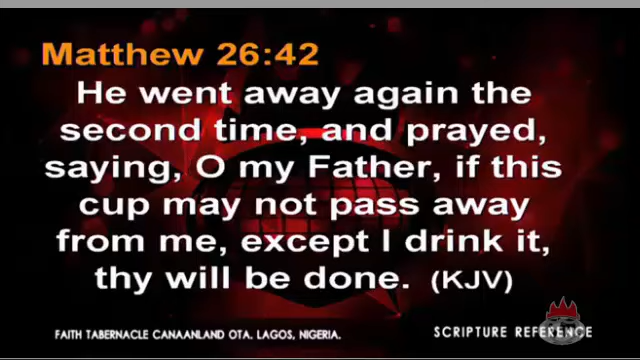 Matthew 26:42
He went away again the
second time, and prayed,
saying, O my Father, if this
cup may not pass away
from me, except I drink it,
thy will be done. (KJV)
FAITH TABERNACLE CANAANLAND OTA. LAGOS, NIGERIA.
SCRIPTURE REFERENCE